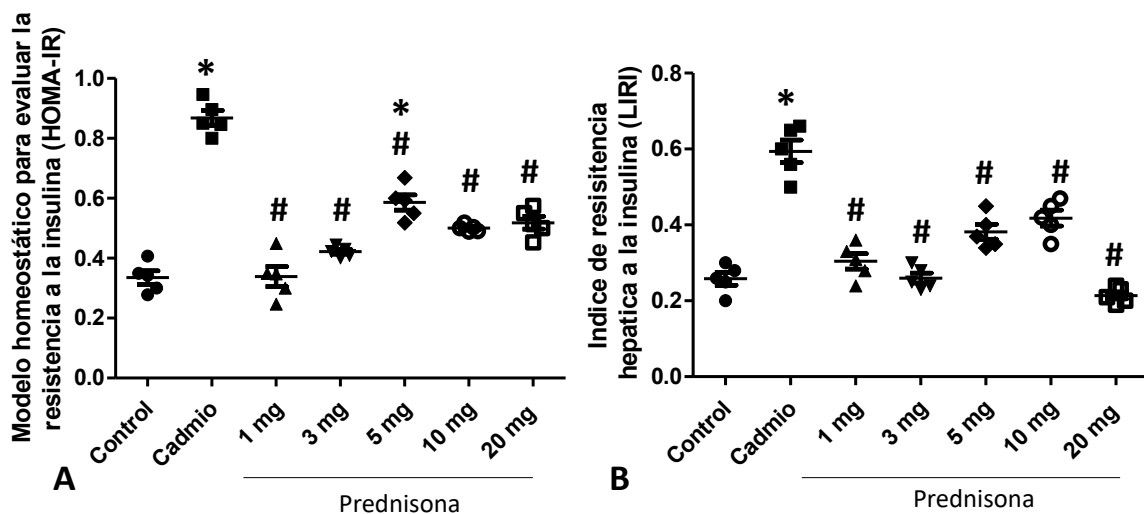 Modelo homeostático para evaluar la
resistencia a la insulina (HOMA-IR)
1.0
0.8
0.6
0.4
0.2
0.0
*
#
#
*
#
#
#
Control
Cadmio
1 mg
3 mg
5 mg
10 mg
20 mg
A
Prednisona
Indice de resisitencia
hepatica a la insulina (LIRI)
0.8
0.6
0.4
0.2
0.0
*
#
#
#
#
#
Control
Cadmio
1 mg
3 mg
5 mg
10 mg
20 mg
B
Prednisona